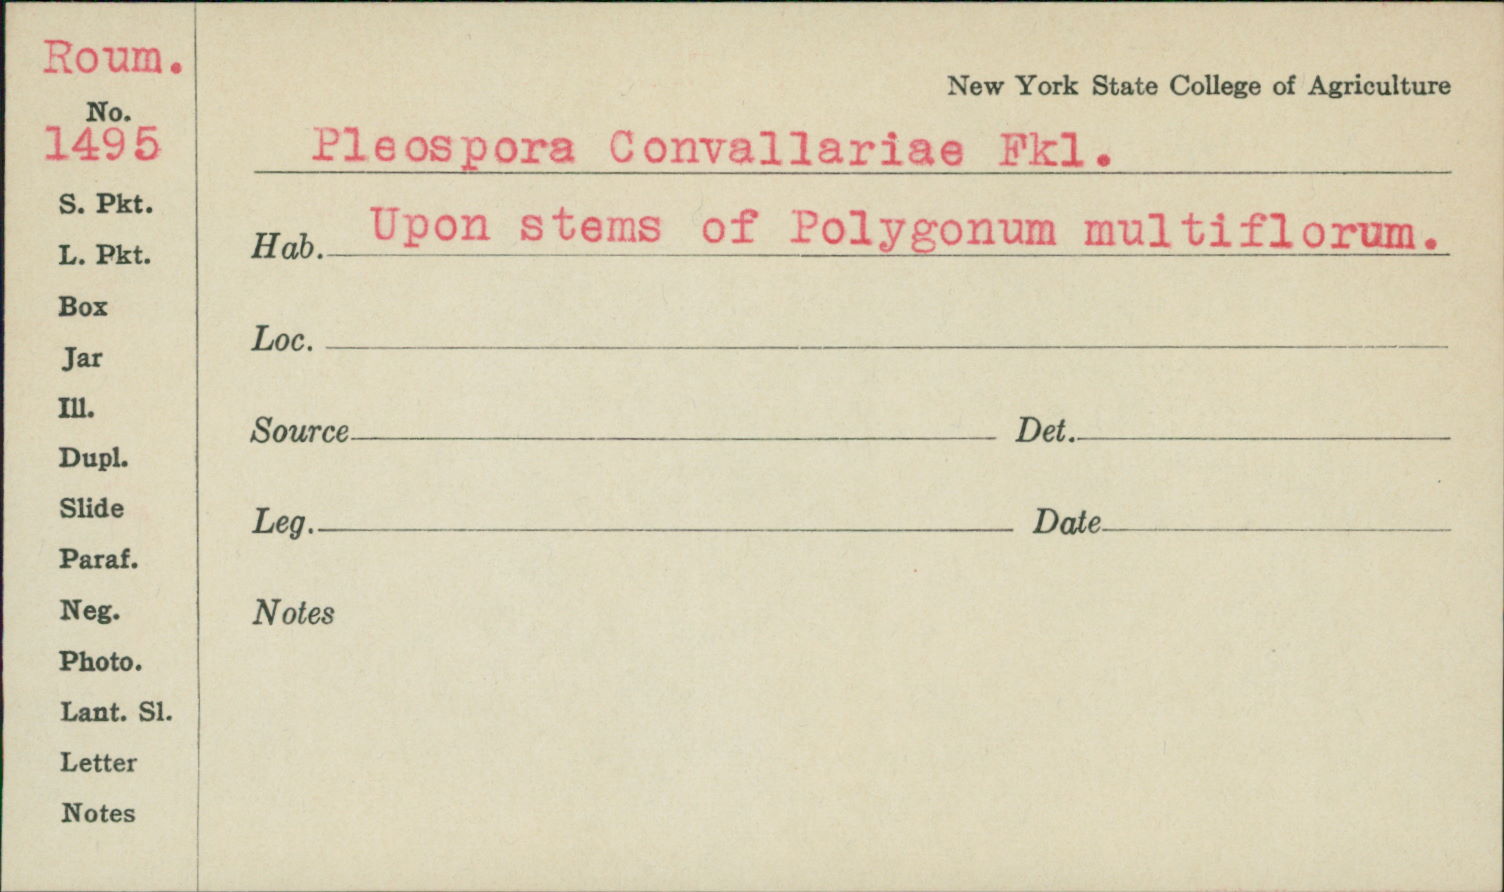 Roum.
No.
1495
S. Pkt.
L. Pkt.
Box
Jar
Ill.
Dupl.
Slide
Paraf.
Neg.
Photo.
Lant. Sl.
Letter
Notes
New York State College of Agriculture
Pleospora Convallariae Fkl.
Hab. Upon stems of Polygonum multiflorum.
Loc.
Source Det.
Leg. Date
Notes